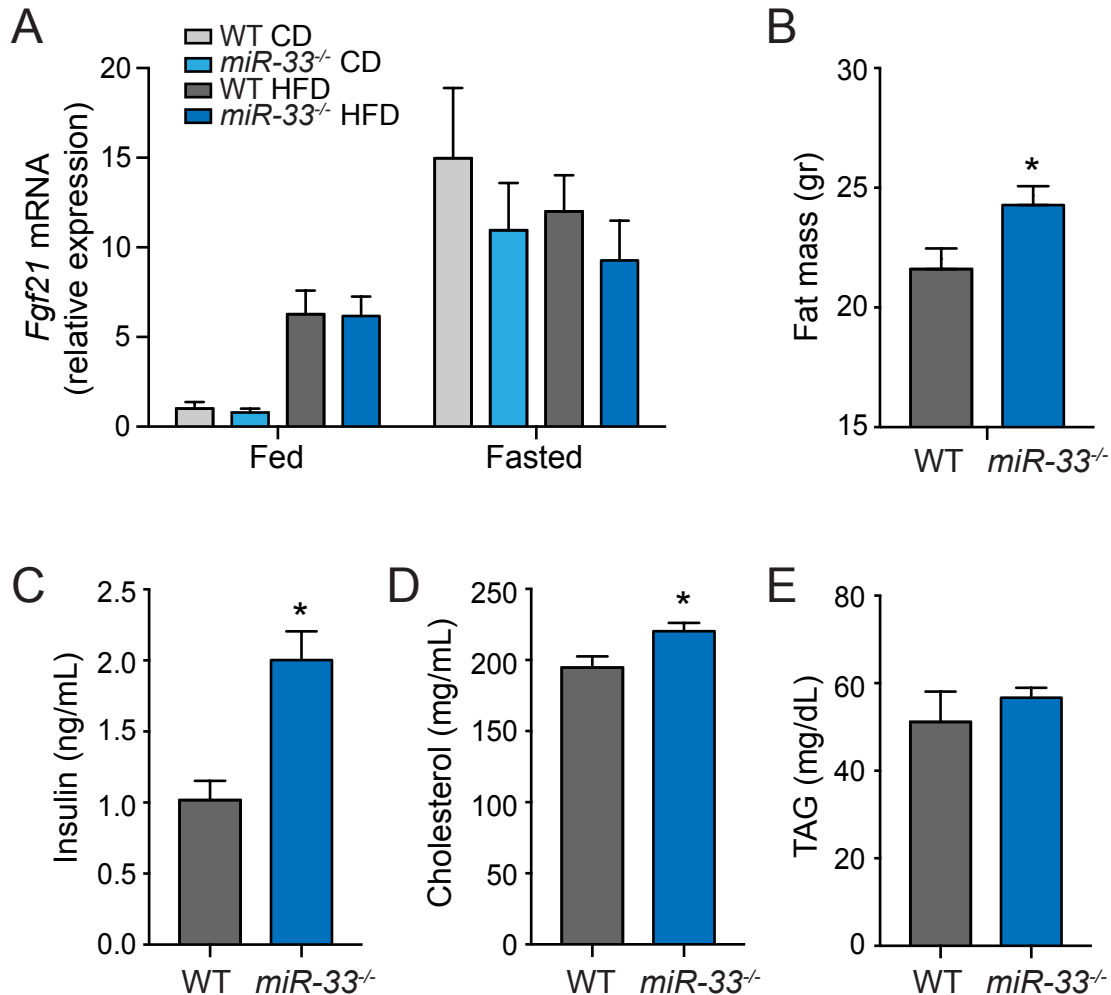 A
WT CD
miR-33-/- CD
WT HFD
miR-33-/- HFD
Fgf21 mRNA
(relative expression)
20
15
10
5
0
Fed Fasted
B
Fat mass (gr)
30
25
20
15
*
WT miR-33-/-
C
Insulin (ng/mL)
2.5
2.0
1.5
1.0
0.5
0.0
*
WT miR-33-/-
D
Cholesterol (mg/mL)
250
200
150
100
50
0
*
WT miR-33-/-
E
TAG (mg/dL)
80
60
40
20
0
WT miR-33-/-